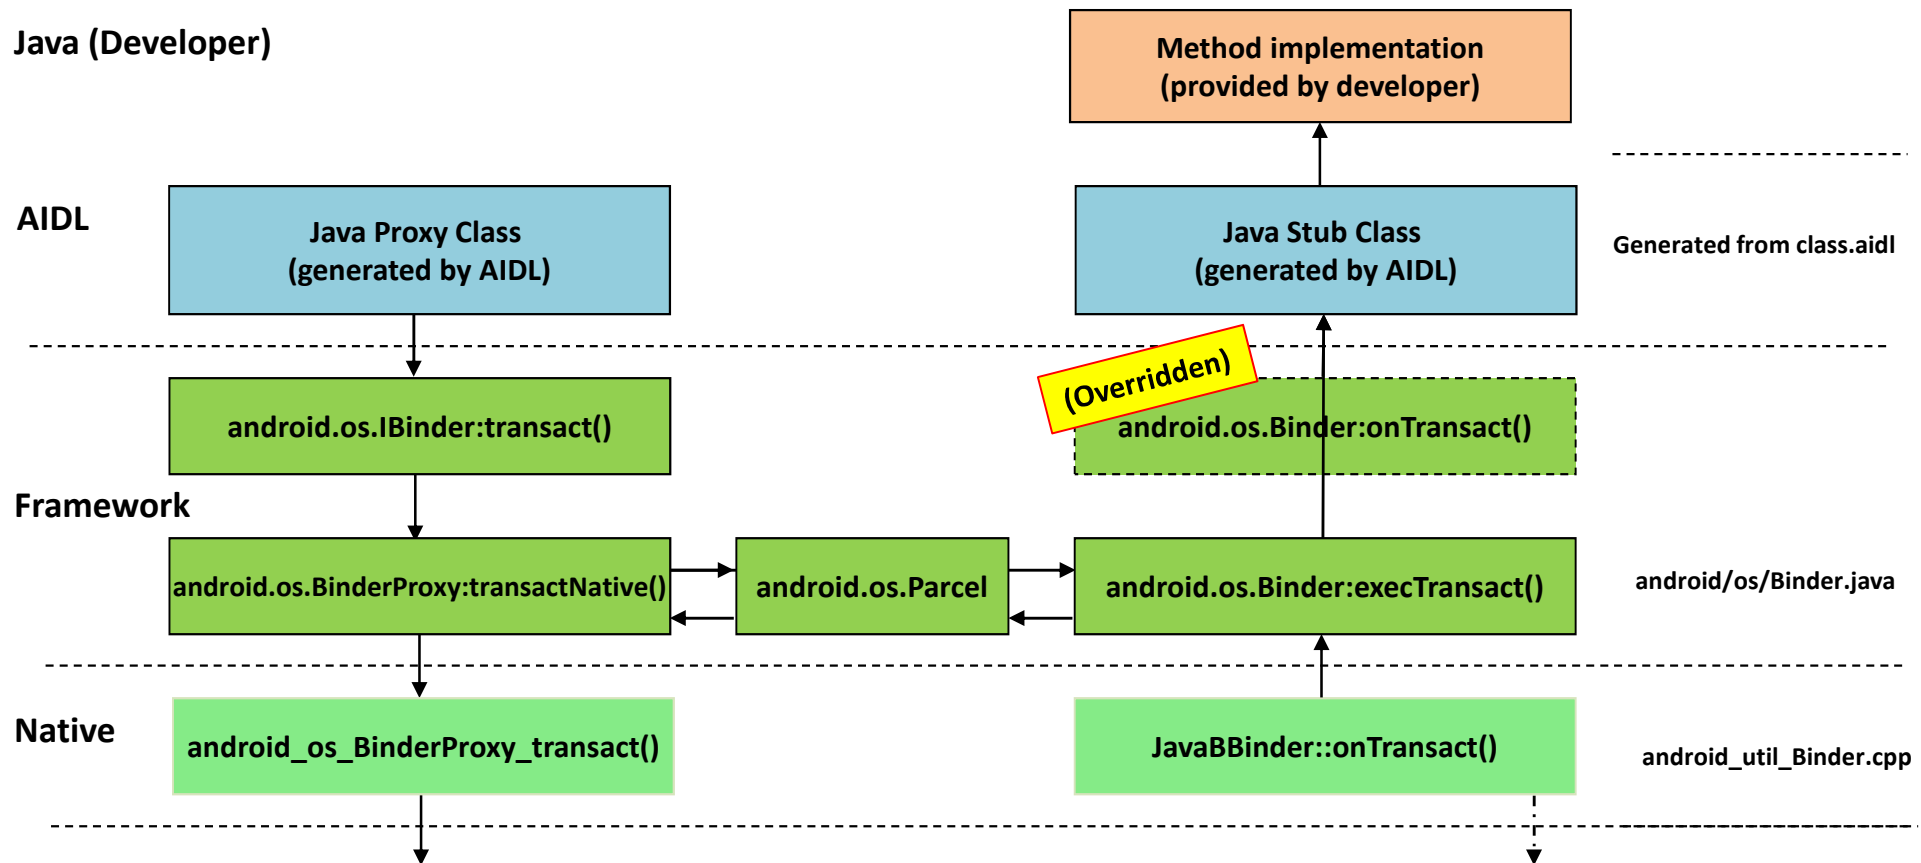 Java (Developer)
Method implementation
(provided by developer)
AIDL
Java Proxy Class
(generated by AIDL)
Java Stub Class
(generated by AIDL)
Generated from class.aidl
(Overridden)
android.os.IBinder:transact()
android.os.Binder:onTransact()
Framework
android.os.BinderProxy:transactNative()
android.os.Parcel
android.os.Binder:execTransact()
android/os/Binder.java
Native
android_os_BinderProxy_transact()
JavaBBinder::onTransact()
android_util_Binder.cpp